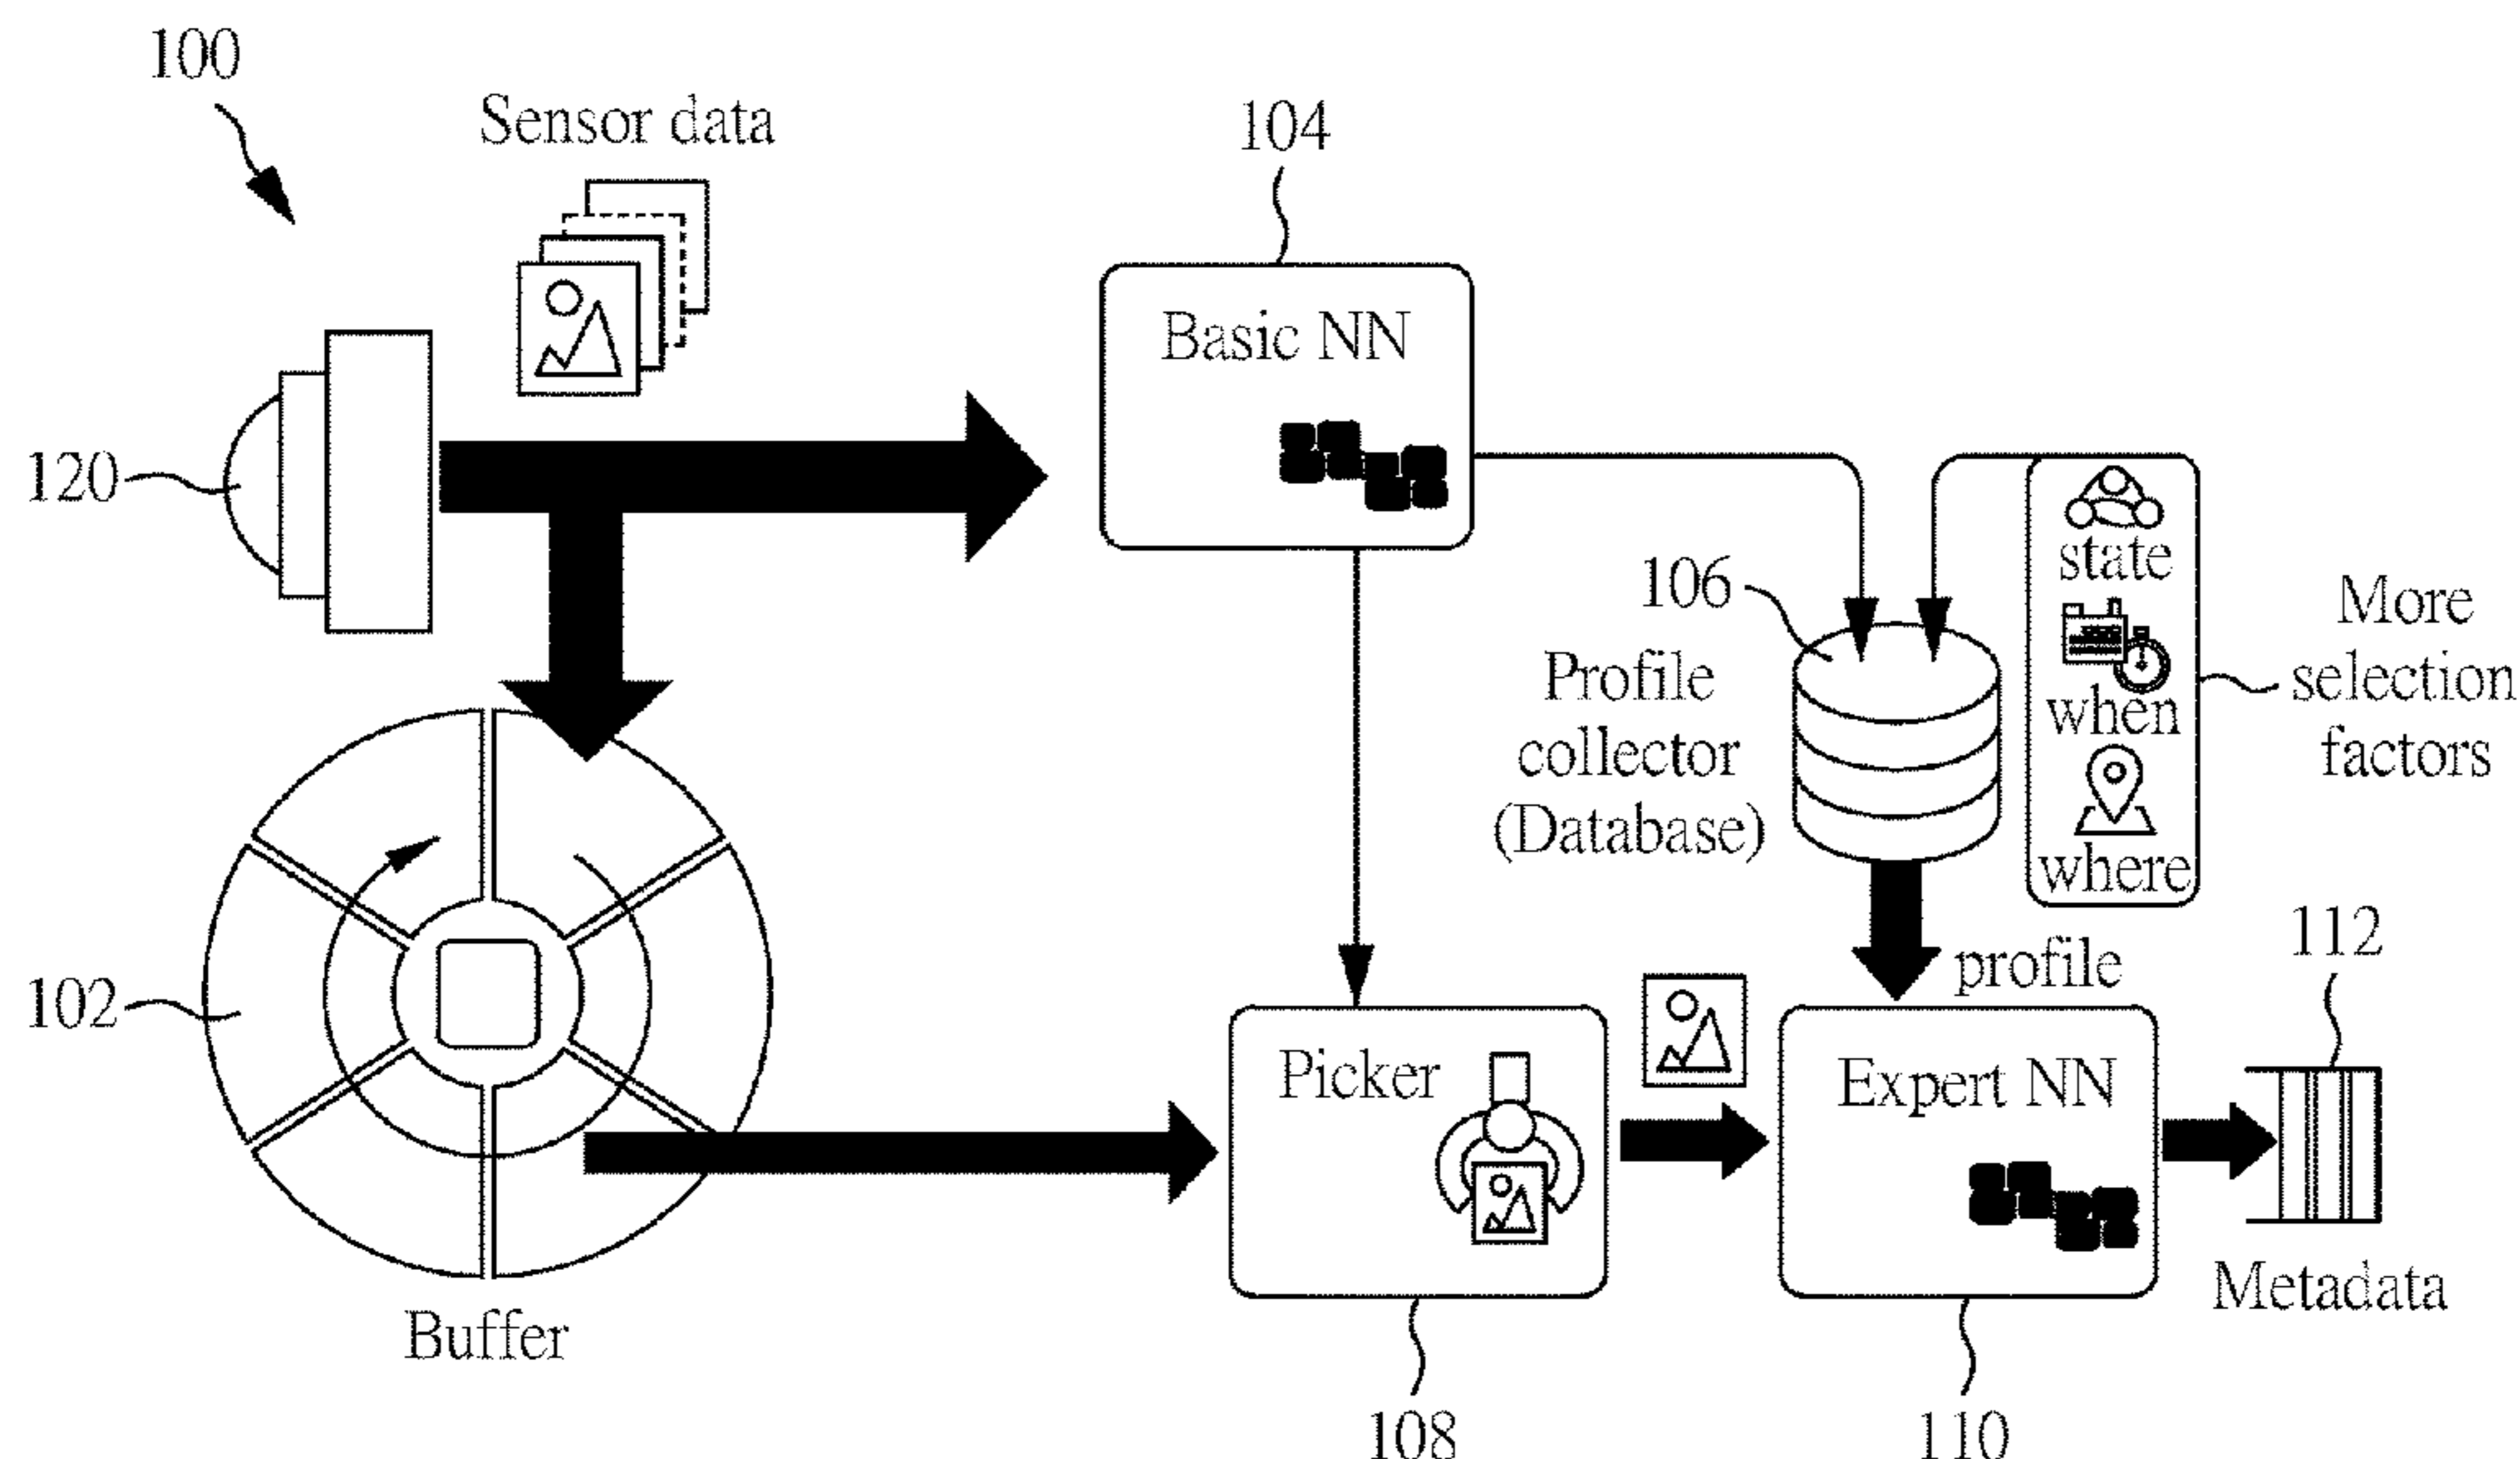 100
Sensor data
104
Basic NN
120
106
Profile
collector
(Database)
state
when
where
More
selection
factors
102
Buffer
Picker
profile
Expert NN
112
Metadata
108
110